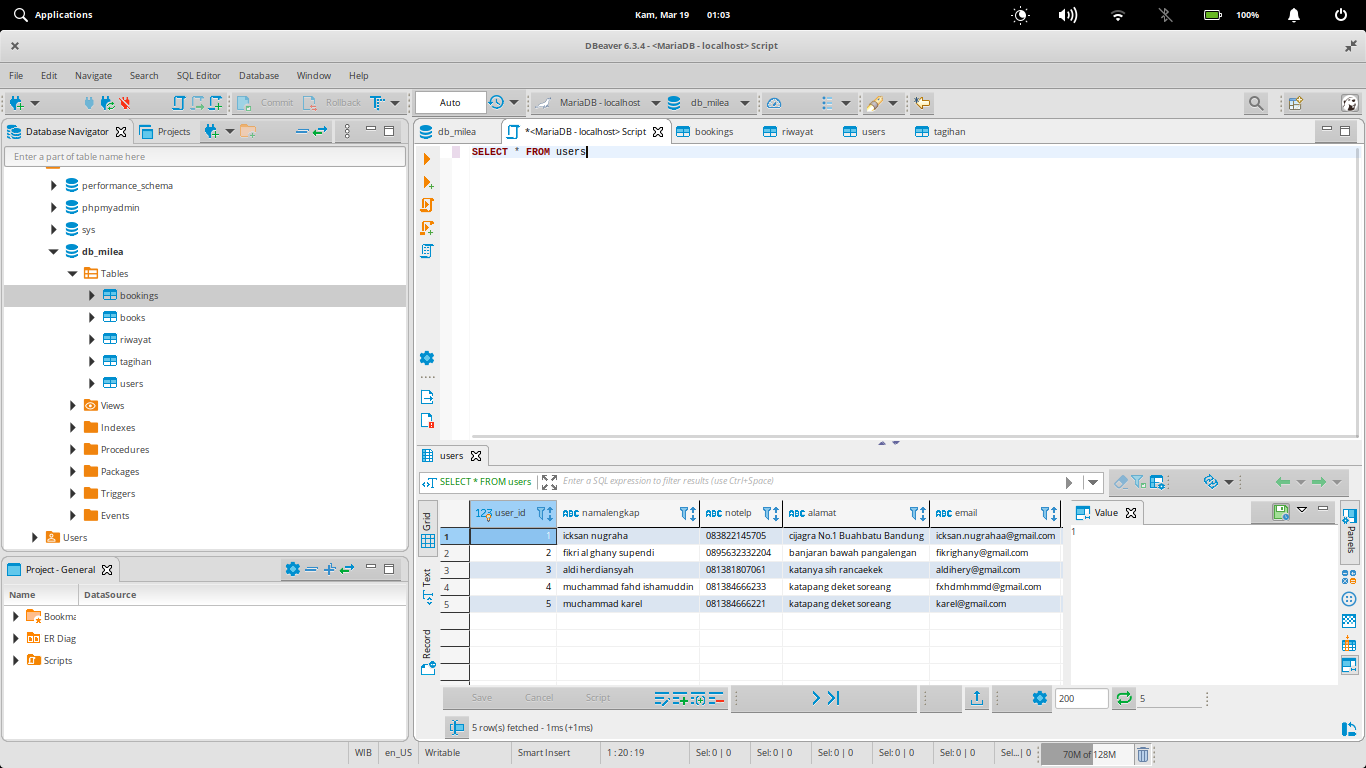 Applications
Kam, Mar 19 01:03
100%
DBeaver 6.3.4 - <MariaDB - localhost> Script
File Edit Navigate Search SQL Editor Database Window Help
Commit Rollback Auto MariaDB - localhost db_milea
Database Navigator Projects
Enter a part of table name here
performance_schema
phpmyadmin
sys
db_milea
Tables
bookings
books
riwayat
tagihan
users
Views
Indexes
Procedures
Packages
Triggers
Events
Users
Project - General
Name DataSource
Bookma
ER Diag
Scripts
db_milea *<MariaDB - localhost> Script bookings riwayat users tagihan
SELECT * FROM users
users
SELECT * FROM users Enter a SQL expression to filter results (use Ctrl+Space)
Grid
Text
Record
123 user_id ABC namalengkap ABC notelp ABC alamat ABC email
1 1 icksan nugraha 083822145705 cijagra No.1 Buahbatu Bandung icksan.nugrahaa@gmail.com
2 2 fikri al ghany supendi 0895632332204 banjaran bawah pangalengan fikrighany@gmail.com
3 3 aldi herdiansyah 081381807061 katanya sih rancaekek aldihery@gmail.com
4 4 muchammad fahd ishamuddin 081384666233 katapang deket soreang fxhdmhmmd@gmail.com
5 5 muchammad karel 081384666221 katapang deket soreang karel@gmail.com
Value
1
Panels
Save Cancel Script 200 5
5 row(s) fetched - 1ms (+1ms)
WIB en_US Writable Smart Insert 1 : 20 : 19 Sel: 0 | 0 Sel: 0 | 0 Sel: 0 | 0 Sel: 0 | 0 Sel: 0 | 0 Sel...| 0 70M of 128M